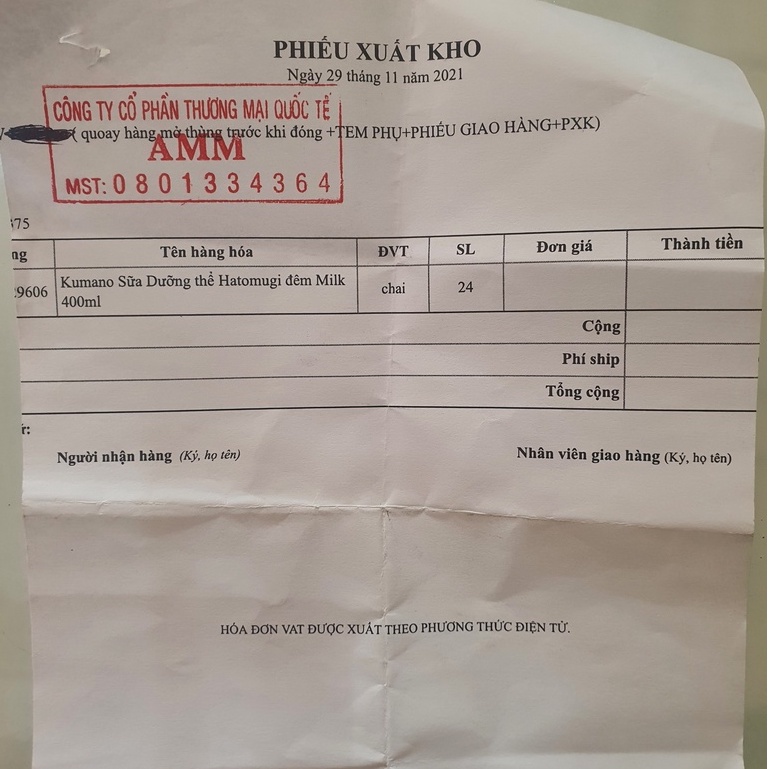 PHIẾU XUẤT KHO
Ngày 29 tháng 11 năm 2021
CÔNG TY CỔ PHẦN THƯƠNG MẠI QUỐC TẾ
( quoay hàng mở thùng trước khi đóng +TEM PHỤ+PHIẾU GIAO HÀNG+PXK)
AMM
MST: 0801334364
375
ng Tên hàng hóa ĐVT SL Đơn giá Thành tiền
9606 Kumano Sữa Dưỡng thể Hatomugi đêm Milk 400ml chai 24
Cộng
Phí ship
Tổng cộng
ữ:
Người nhận hàng (Ký, họ tên) Nhân viên giao hàng (Ký, họ tên)
HÓA ĐƠN VAT ĐƯỢC XUẤT THEO PHƯƠNG THỨC ĐIỆN TỬ.